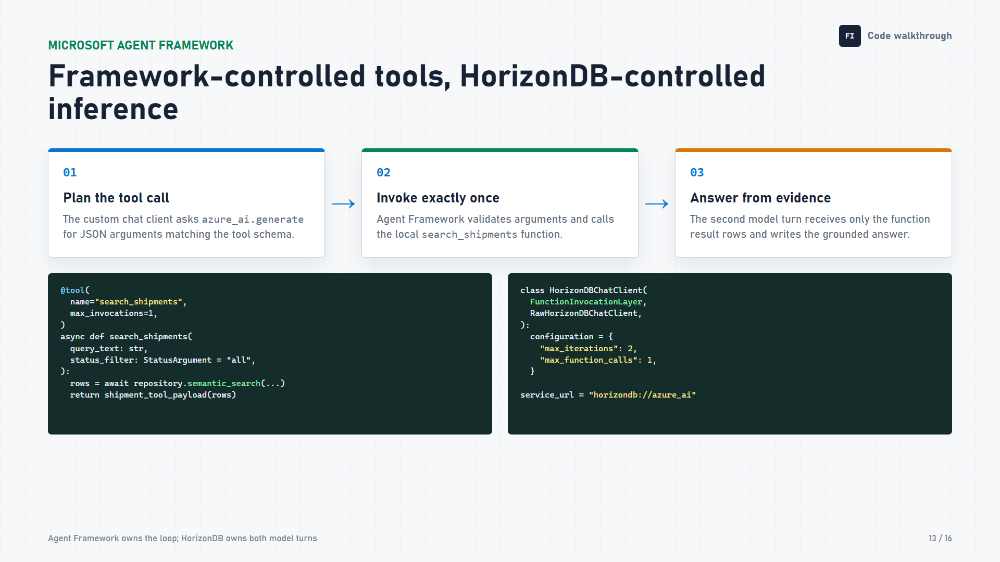 MICROSOFT AGENT FRAMEWORK
FI
Code walkthrough
Framework-controlled tools, HorizonDB-controlled
inference
01
Plan the tool call
The custom chat client asks azure_ai.generate
for JSON arguments matching the tool schema.
→
02
Invoke exactly once
Agent Framework validates arguments and calls
the local search_shipments function.
→
03
Answer from evidence
The second model turn receives only the function
result rows and writes the grounded answer.
@tool(
  name="search_shipments",
  max_invocations=1,
)
async def search_shipments(
  query_text: str,
  status_filter: StatusArgument = "all",
):
  rows = await repository.semantic_search(...)
  return shipment_tool_payload(rows)
class HorizonDBChatClient(
  FunctionInvocationLayer,
  RawHorizonDBChatClient,
):
  configuration = {
    "max_iterations": 2,
    "max_function_calls": 1,
  }
service_url = "horizondb://azure_ai"
Agent Framework owns the loop; HorizonDB owns both model turns
13 / 16